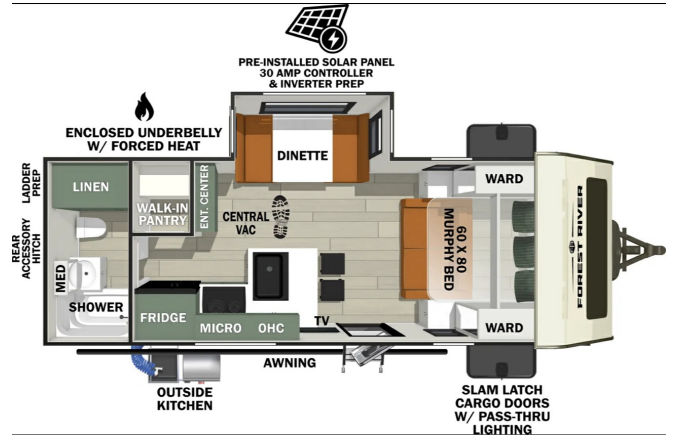 PRE-INSTALLED SOLAR PANEL
30 AMP CONTROLLER
& INVERTER PREP
ENCLOSED UNDERBELLY
W/ FORCED HEAT
DINETTE
LADDER
PREP
LINEN
WALK-IN
PANTRY
ENT. CENTER
CENTRAL
VAC
WARD
REAR
ACCESSORY
HITCH
MED
SHOWER
FRIDGE
MICRO
OHC
TV
60 X 80
MURPHY BED
WARD
FOREST RIVER
AWNING
OUTSIDE
KITCHEN
SLAM LATCH
CARGO DOORS
W/ PASS-THRU
LIGHTING